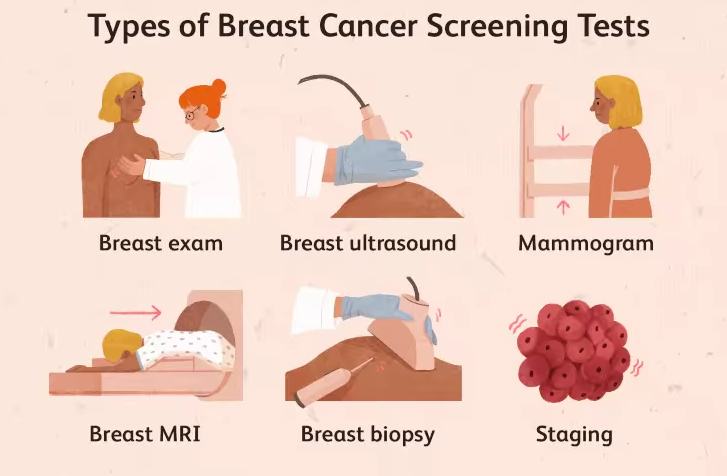 Types of Breast Cancer Screening Tests
Breast exam
Breast ultrasound
Mammogram
Breast MRI
Breast biopsy
Staging